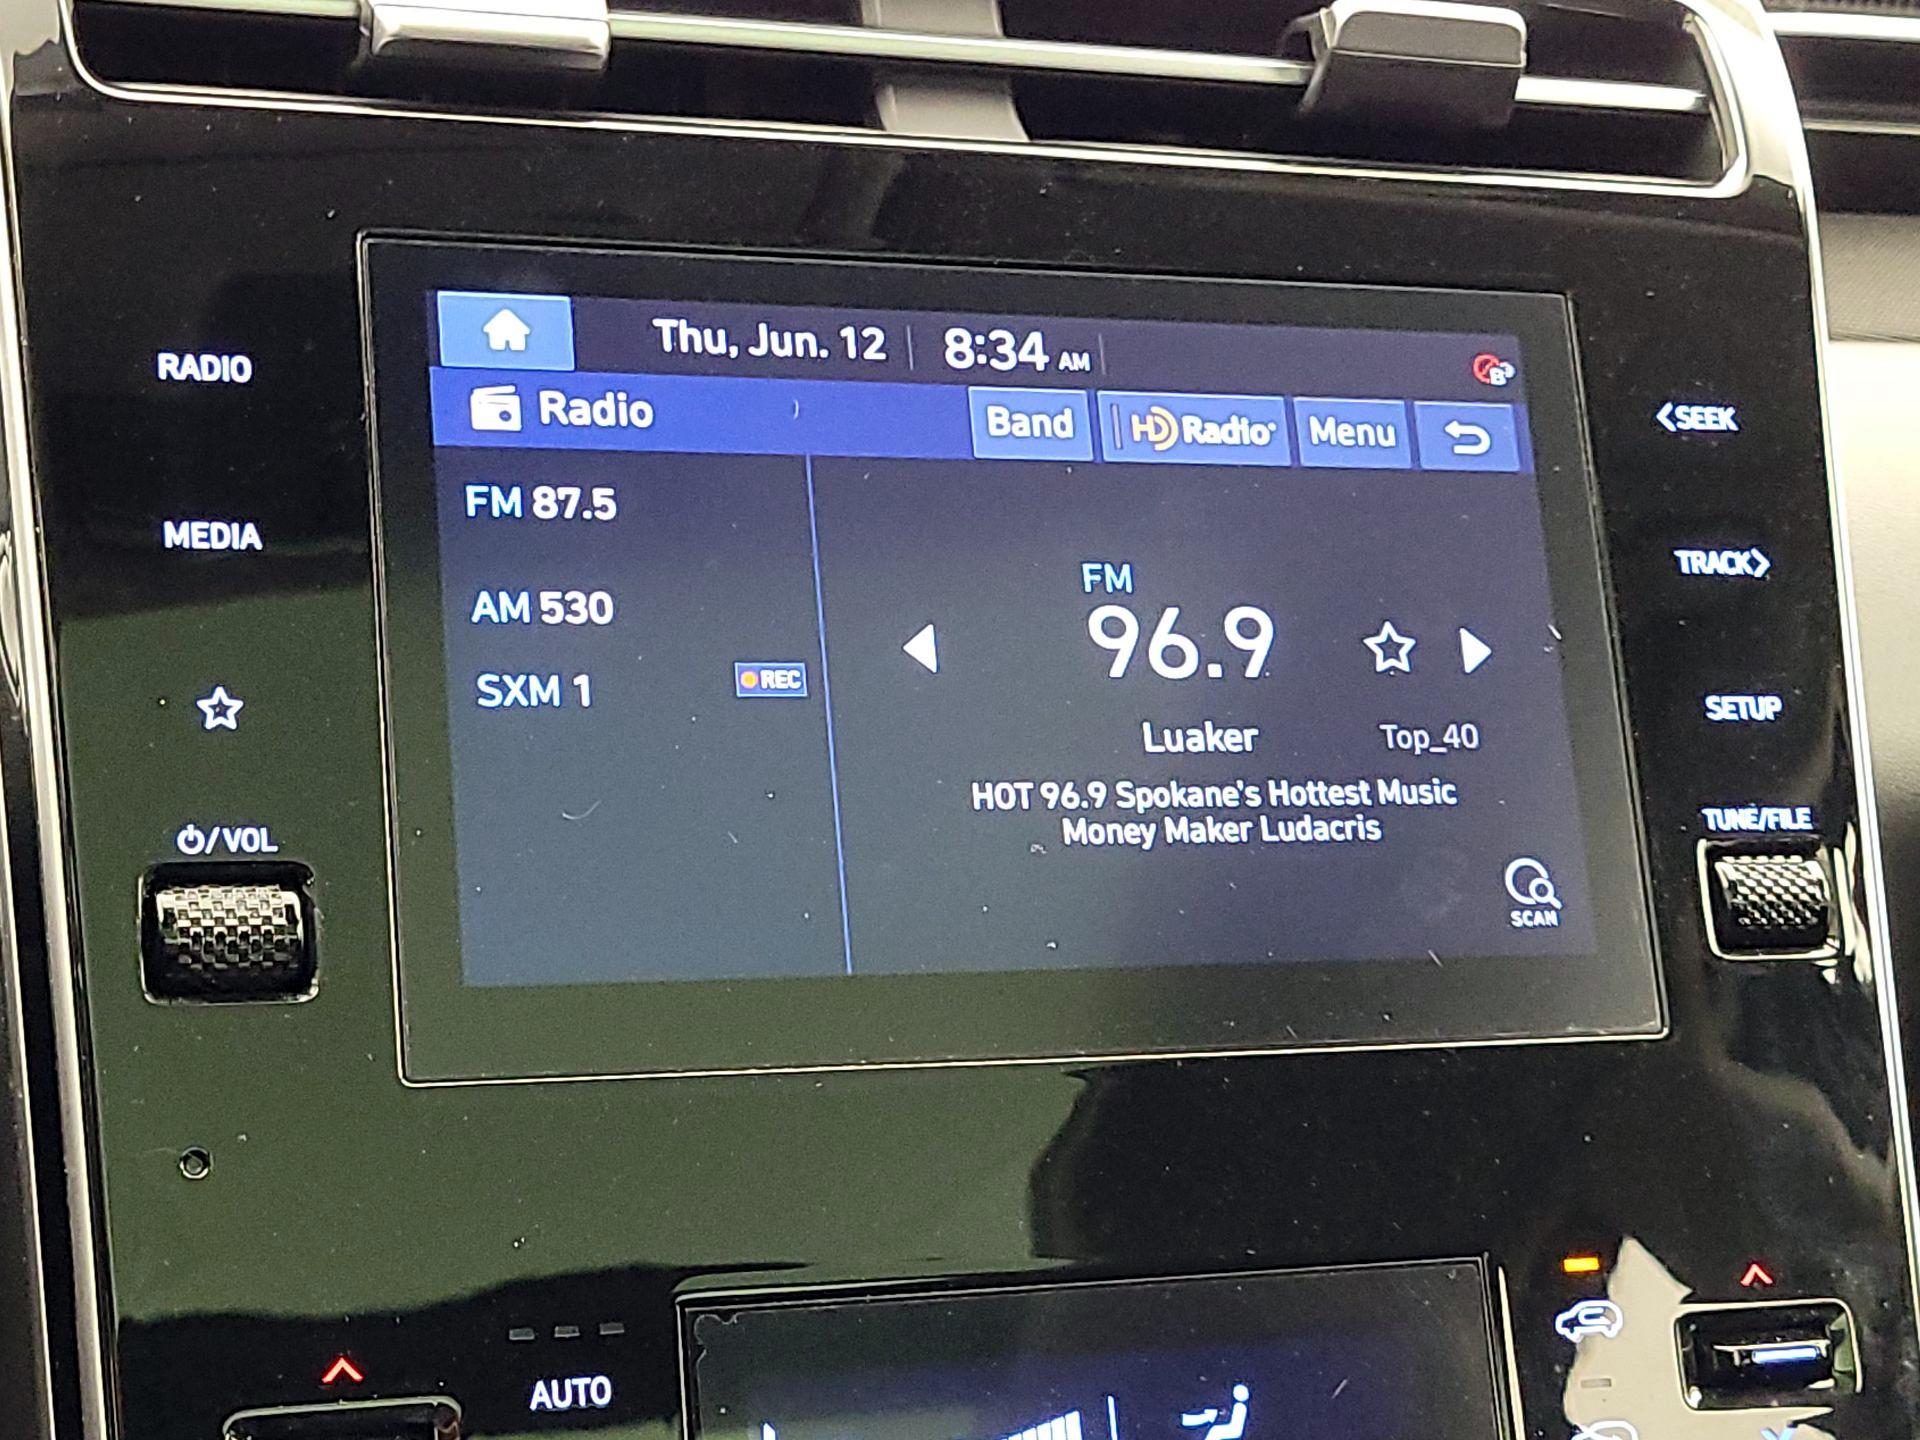 Thu, Jun. 12
8:34 AM
Radio
Band
HD Radio
Menu
FM 87.5
AM 530
SXM 1
REC
FM
96.9
Luaker
Top_40
HOT 96.9 Spokane's Hottest Music
Money Maker Ludacris
SCAN
RADIO
MEDIA
/VOL
<SEEK
TRACK>
SETUP
TUNE/FILE
AUTO